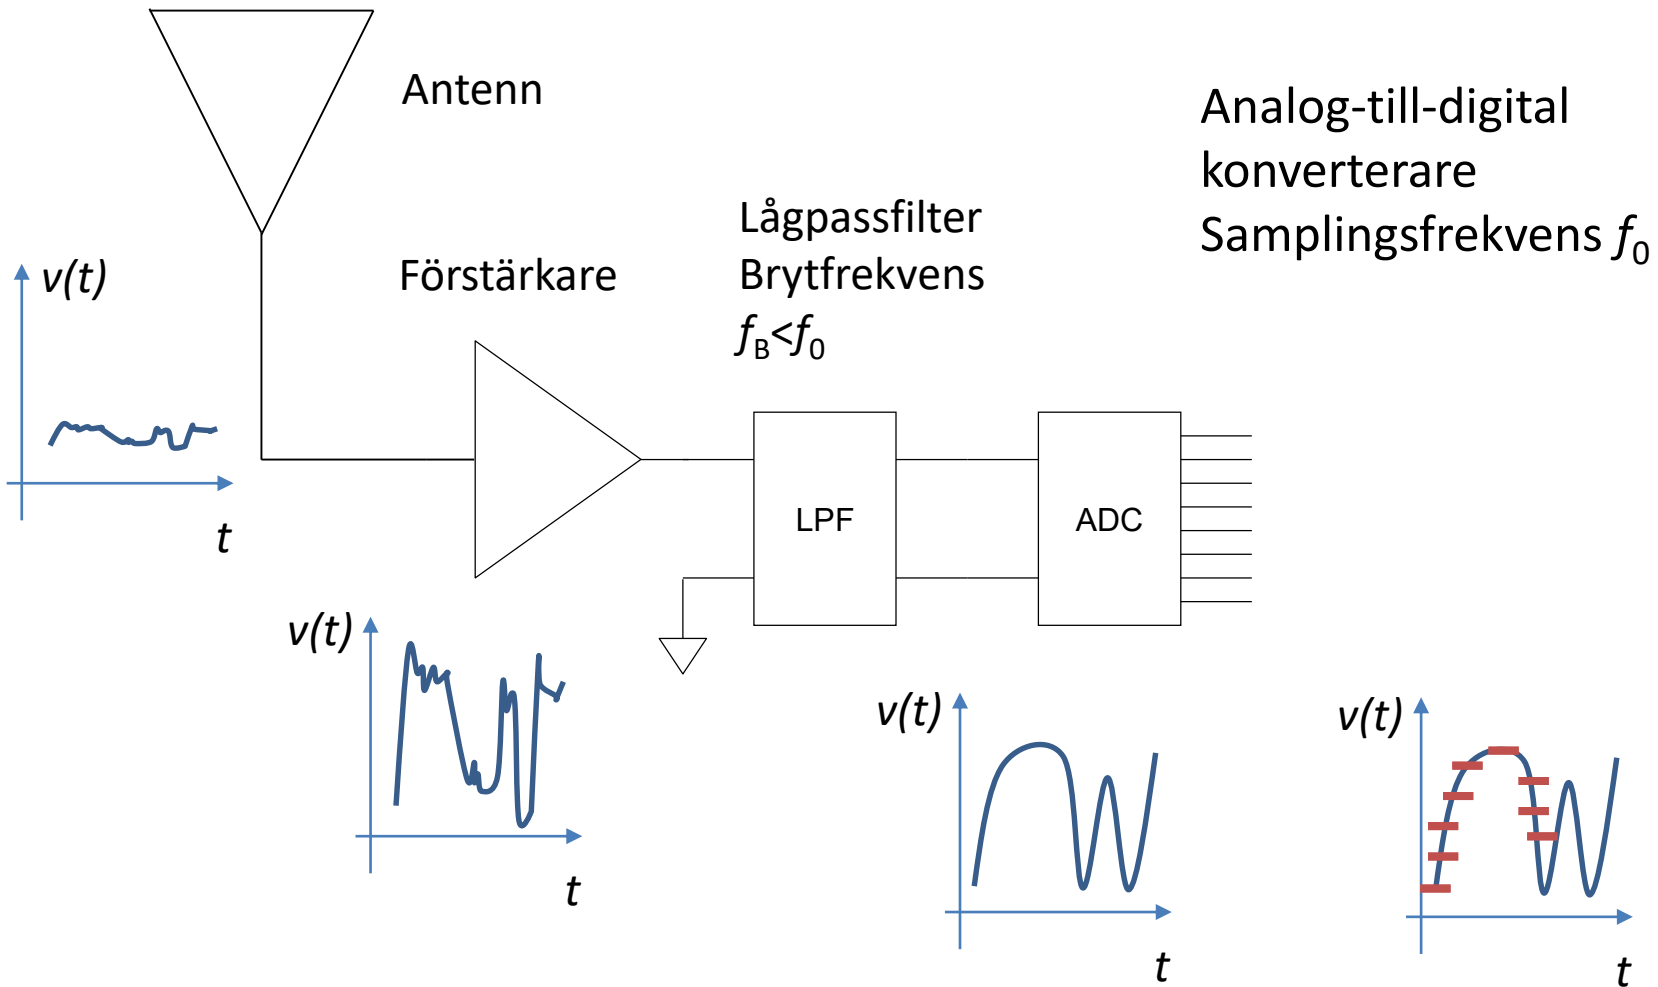 Antenn
Analog-till-digital
konverterare
Samplingsfrekvens f0
Lågpassfilter
Brytfrekvens
fB<f0
Förstärkare
v(t)
t
LPF
ADC
v(t)
t
v(t)
t
v(t)
t